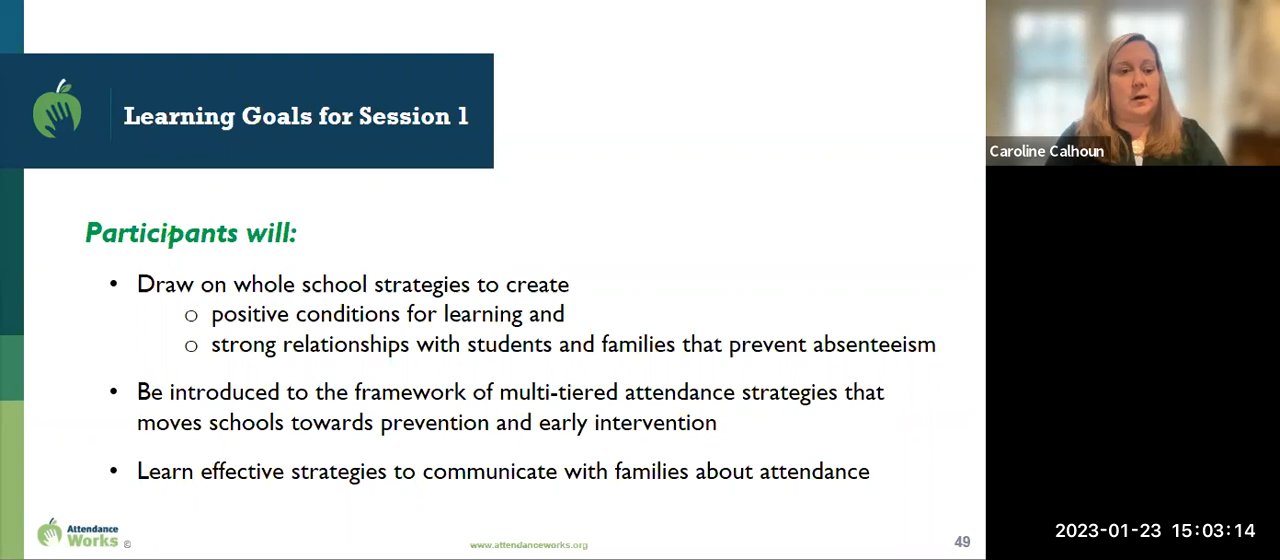 Learning Goals for Session 1
Caroline Calhoun
Participants will:
• Draw on whole school strategies to create
o positive conditions for learning and
o strong relationships with students and families that prevent absenteeism
• Be introduced to the framework of multi-tiered attendance strategies that
moves schools towards prevention and early intervention
• Learn effective strategies to communicate with families about attendance
Attendance
Works ©
www.attendanceworks.org
49
2023-01-23 15:03:14